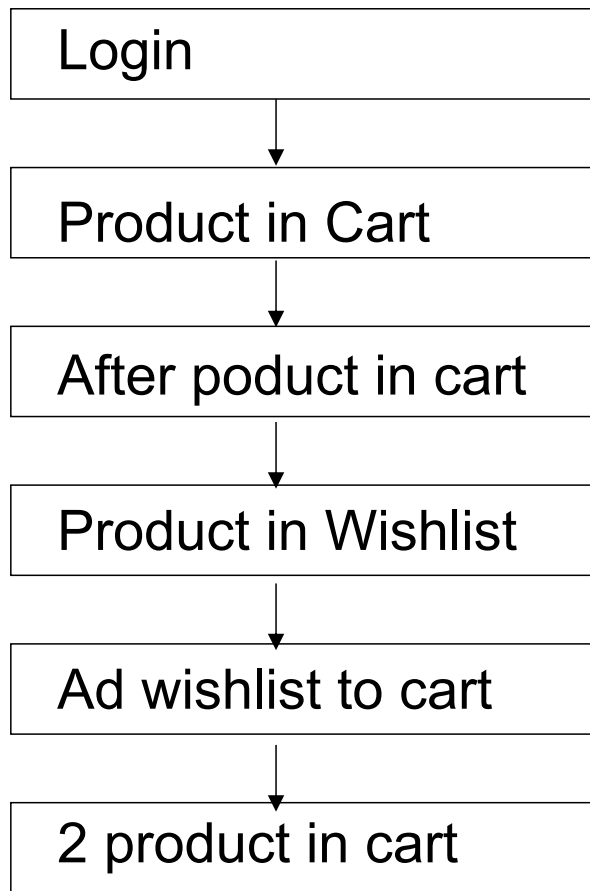 Login
Product in Cart
After poduct in cart
Product in Wishlist
Ad wishlist to cart
2 product in cart